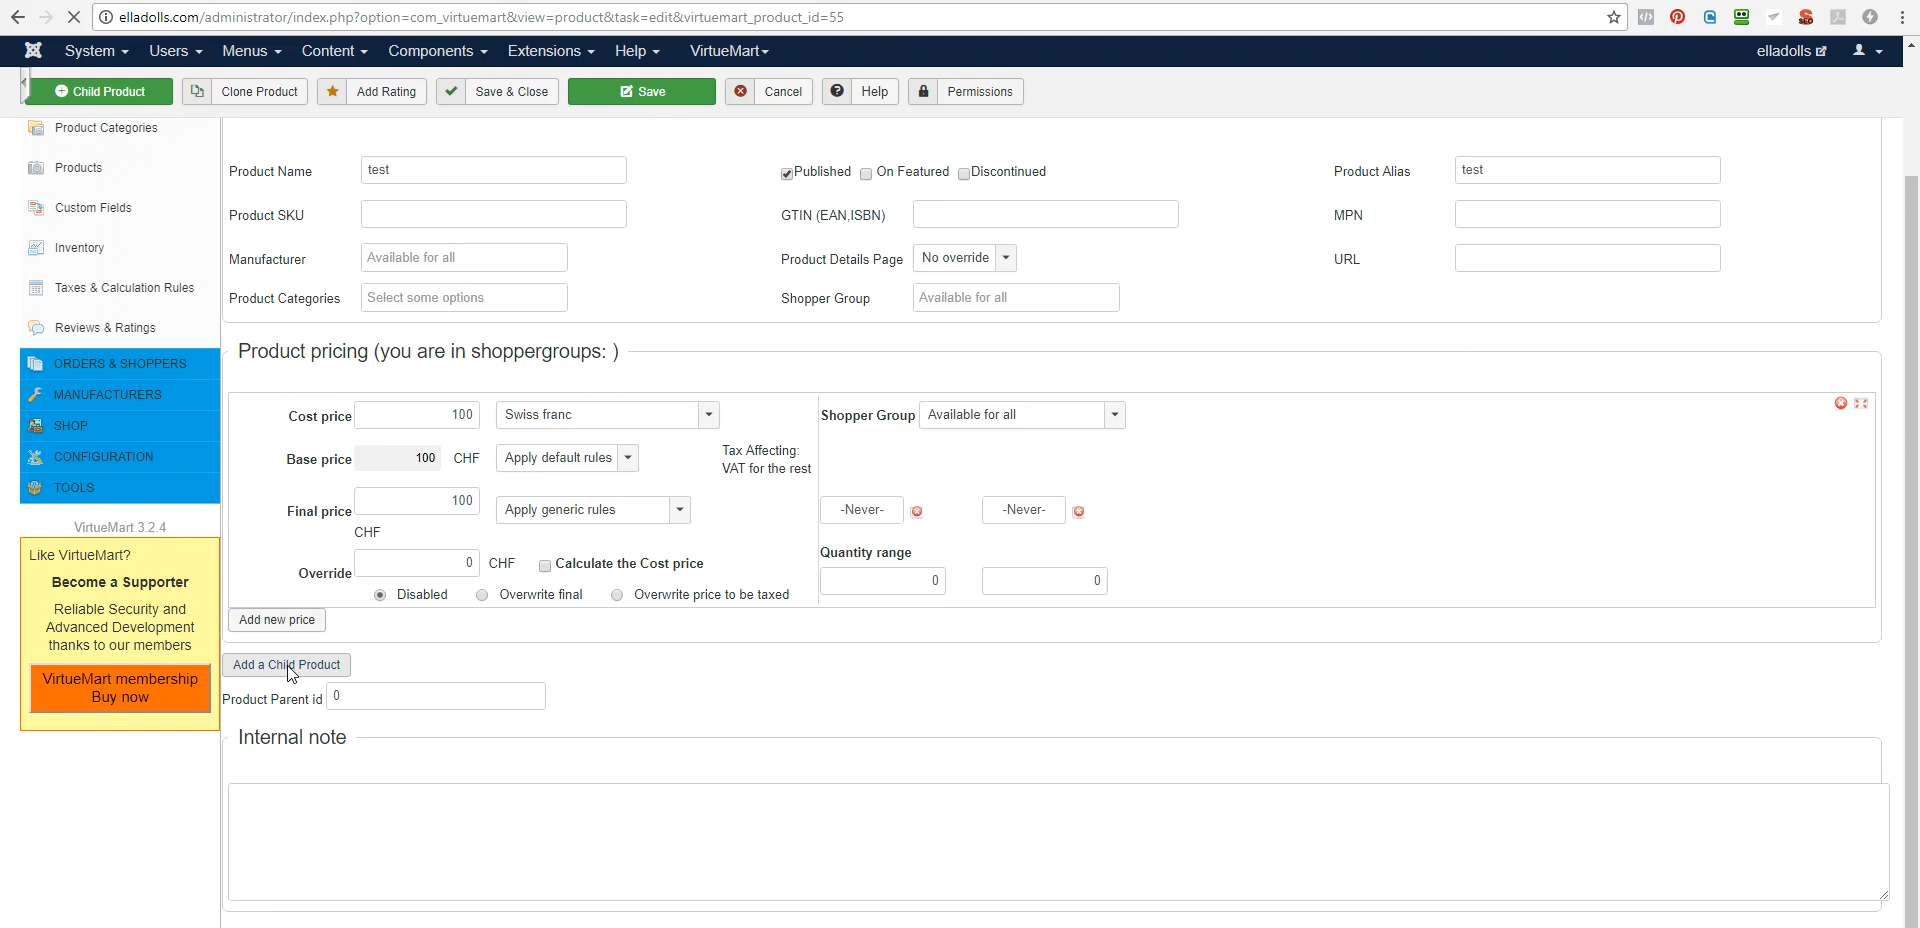 elladolls.com/administrator/index.php?option=com_virtuemart&view=product&task=edit&virtuemart_product_id=55
System Users Menus Content Components Extensions Help VirtueMart elladolls
Child Product Clone Product Add Rating Save & Close Save Cancel Help Permissions
Product Categories
Products
Custom Fields
Inventory
Taxes & Calculation Rules
Reviews & Ratings
ORDERS & SHOPPERS
MANUFACTURERS
SHOP
CONFIGURATION
TOOLS
VirtueMart 3.2.4
Like VirtueMart?
Become a Supporter
Reliable Security and
Advanced Development
thanks to our members
VirtueMart membership
Buy now
Product Name test Published On Featured Discontinued Product Alias test
Product SKU GTIN (EAN,ISBN) MPN
Manufacturer Available for all Product Details Page No override URL
Product Categories Select some options Shopper Group Available for all
Product pricing (you are in shoppergroups: )
Cost price 100 Swiss franc Shopper Group Available for all
Base price 100 CHF Apply default rules Tax Affecting:
VAT for the rest
Final price 100 Apply generic rules -Never- -Never-
CHF
Override 0 CHF Calculate the Cost price Quantity range
0 0
Disabled Overwrite final Overwrite price to be taxed
Add new price
Add a Child Product
Product Parent id 0
Internal note